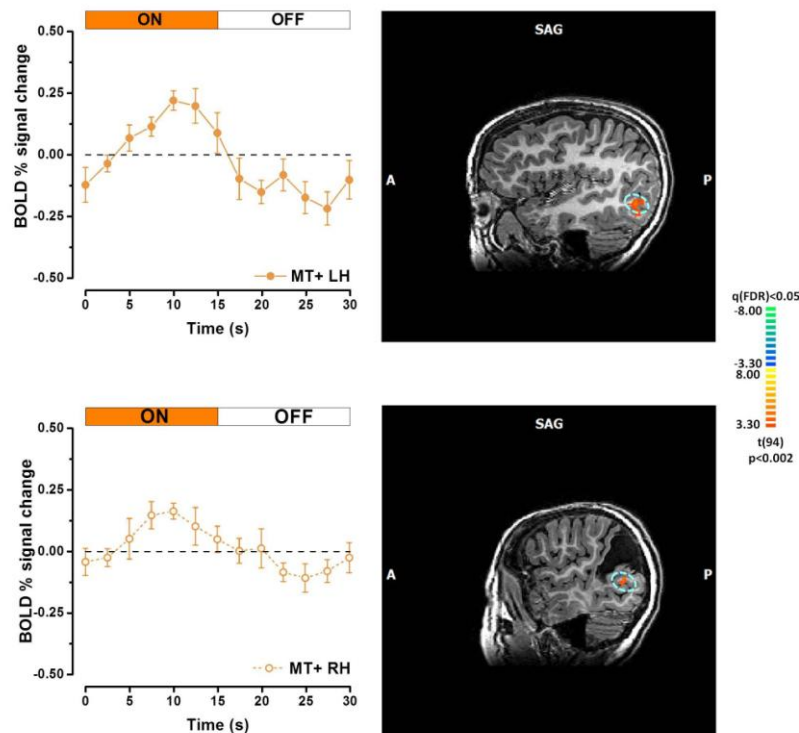 ON OFF
0.50
0.25
0.00
-0.25
-0.50
BOLD % signal change
MT+ LH
0 5 10 15 20 25 30
Time (s)
SAG
A P
q(FDR)<0.05
-8.00
-3.30
8.00
3.30
t(94)
p<0.002
ON OFF
0.50
0.25
0.00
-0.25
-0.50
BOLD % signal change
MT+ RH
0 5 10 15 20 25 30
Time (s)
SAG
A P